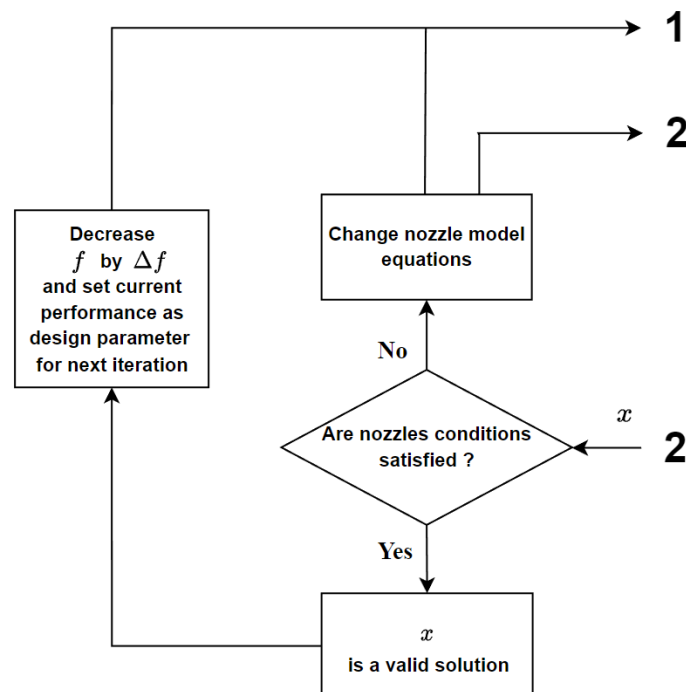 1
2
Decrease
f by Δf
and set current
performance as
design parameter
for next iteration
Change nozzle model
equations
No
Are nozzles conditions
satisfied ?
x
2
Yes
x
is a valid solution